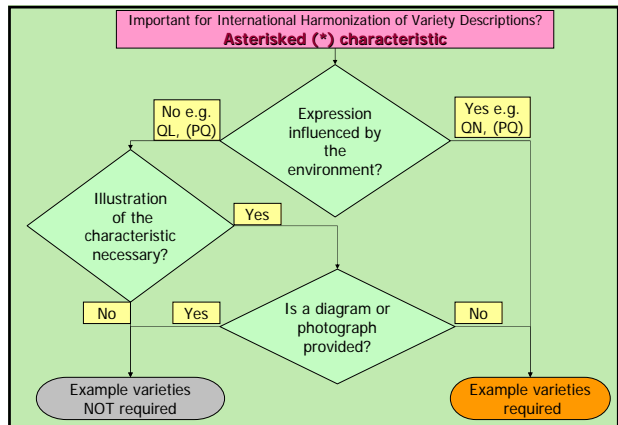 Important for International Harmonization of Variety Descriptions?
Asterisked (*) characteristic
No e.g.
QL, (PQ)
Expression
influenced by
the
environment?
Yes e.g.
QN, (PQ)
Illustration
of the
characteristic
necessary?
Yes
No
Yes
Is a diagram or
photograph
provided?
No
Example varieties
NOT required
Example varieties
required